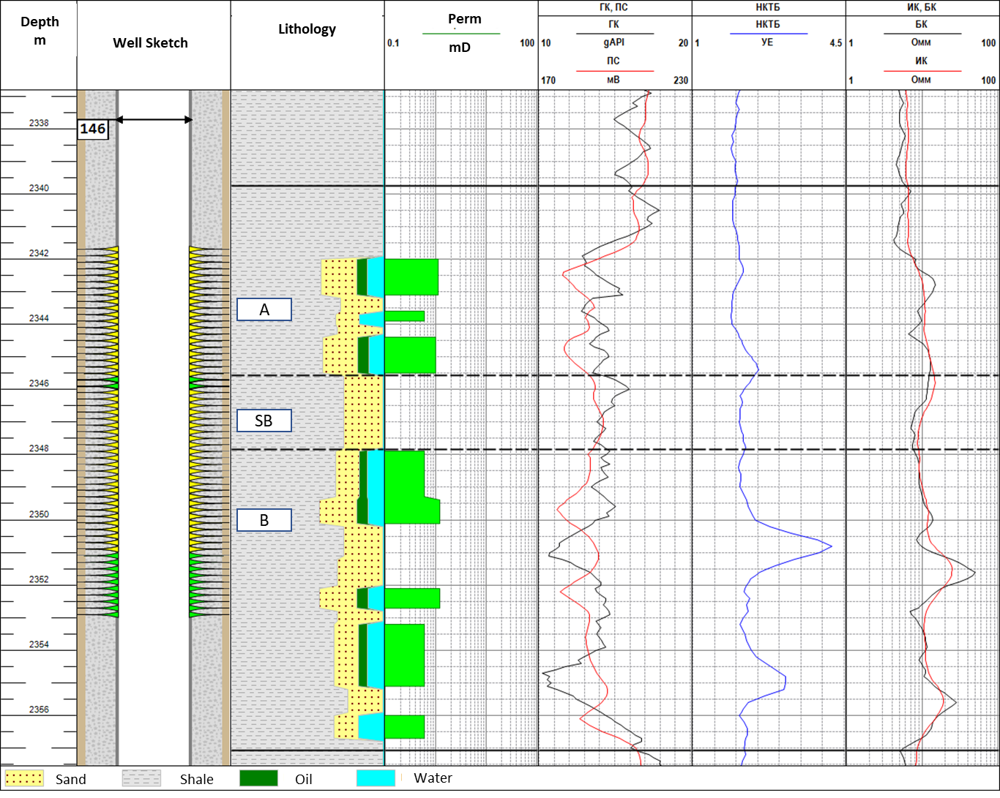 Depth
m
Well Sketch
Lithology
Perm
0.1 100
mD
ГК, ПС
ГК
10 gAPI 20
ПС
170 мВ 230
НКТБ
НКТБ
1 УЕ 4.5
ИК, БК
БК
1 Омм 100
ИК
1 Омм 100
146
2338
2340
2342
2344
2346
2348
2350
2352
2354
2356
A
SB
B
Sand Shale Oil Water